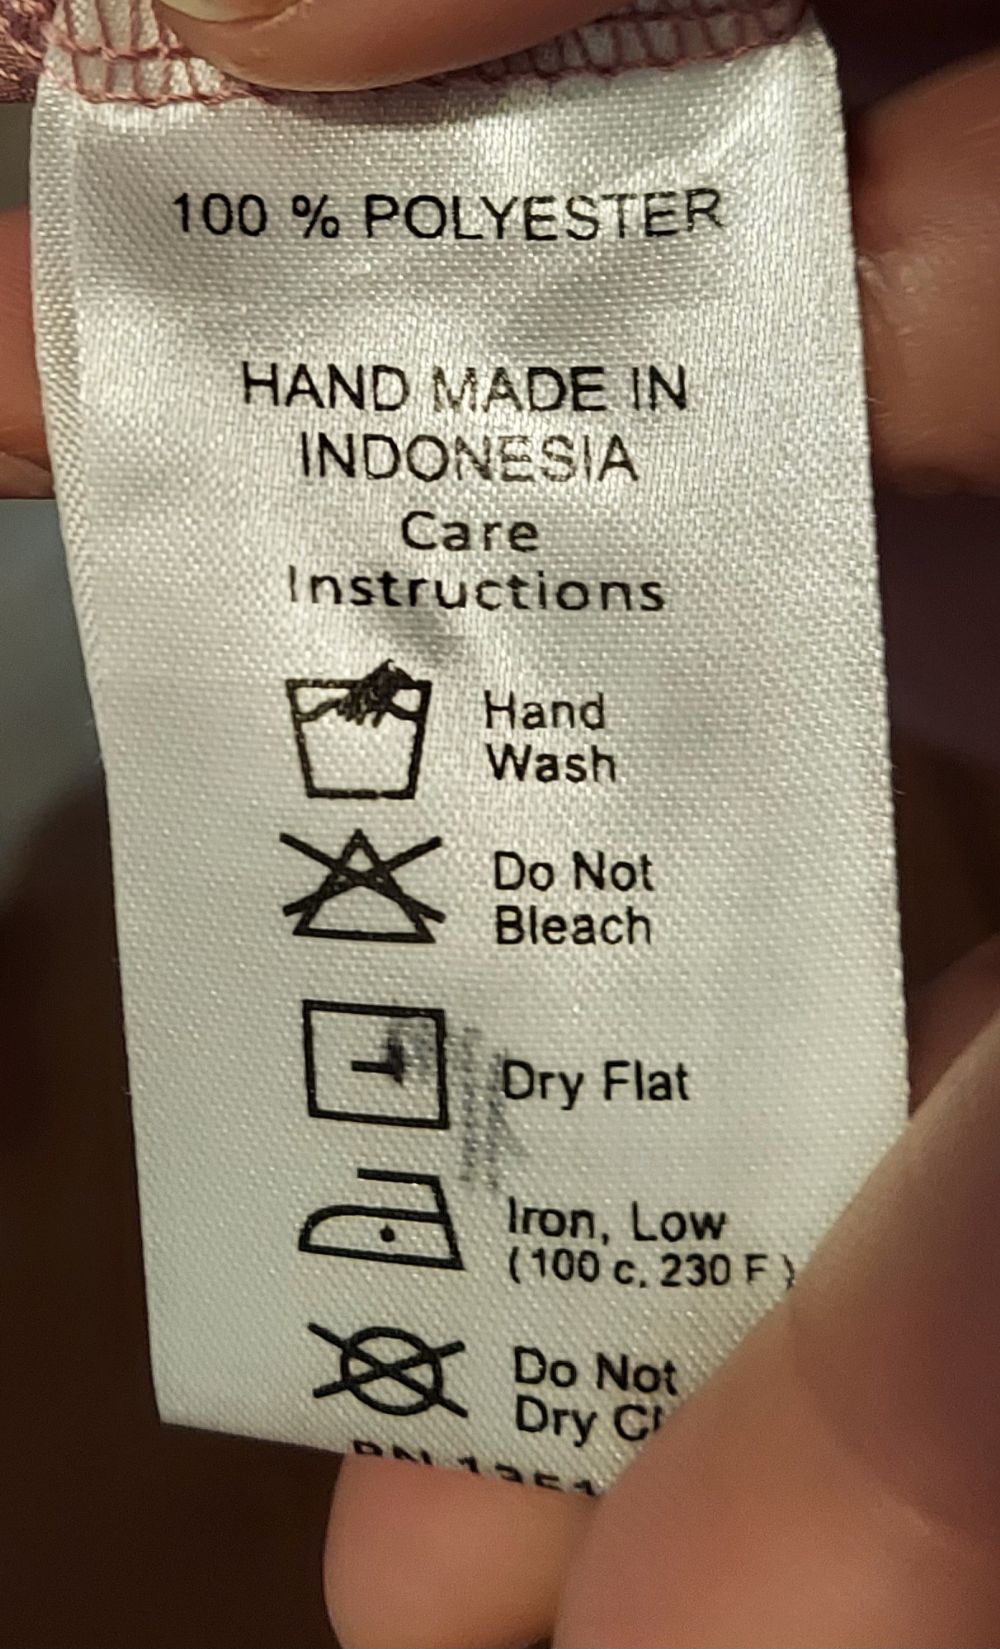 100 % POLYESTER
HAND MADE IN
INDONESIA
Care
Instructions
Hand
Wash
Do Not
Bleach
Dry Flat
Iron, Low
(100 c. 230 F)
Do Not
Dry